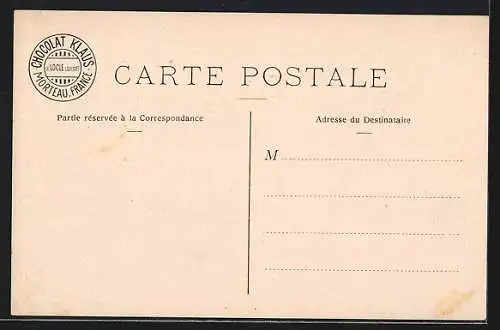 CHOCOLAT KLAUS
LE LOCLE (SUISSE)
MORTEAU. FRANCE
CARTE POSTALE
Partie réservée à la Correspondance
Adresse du Destinataire
M